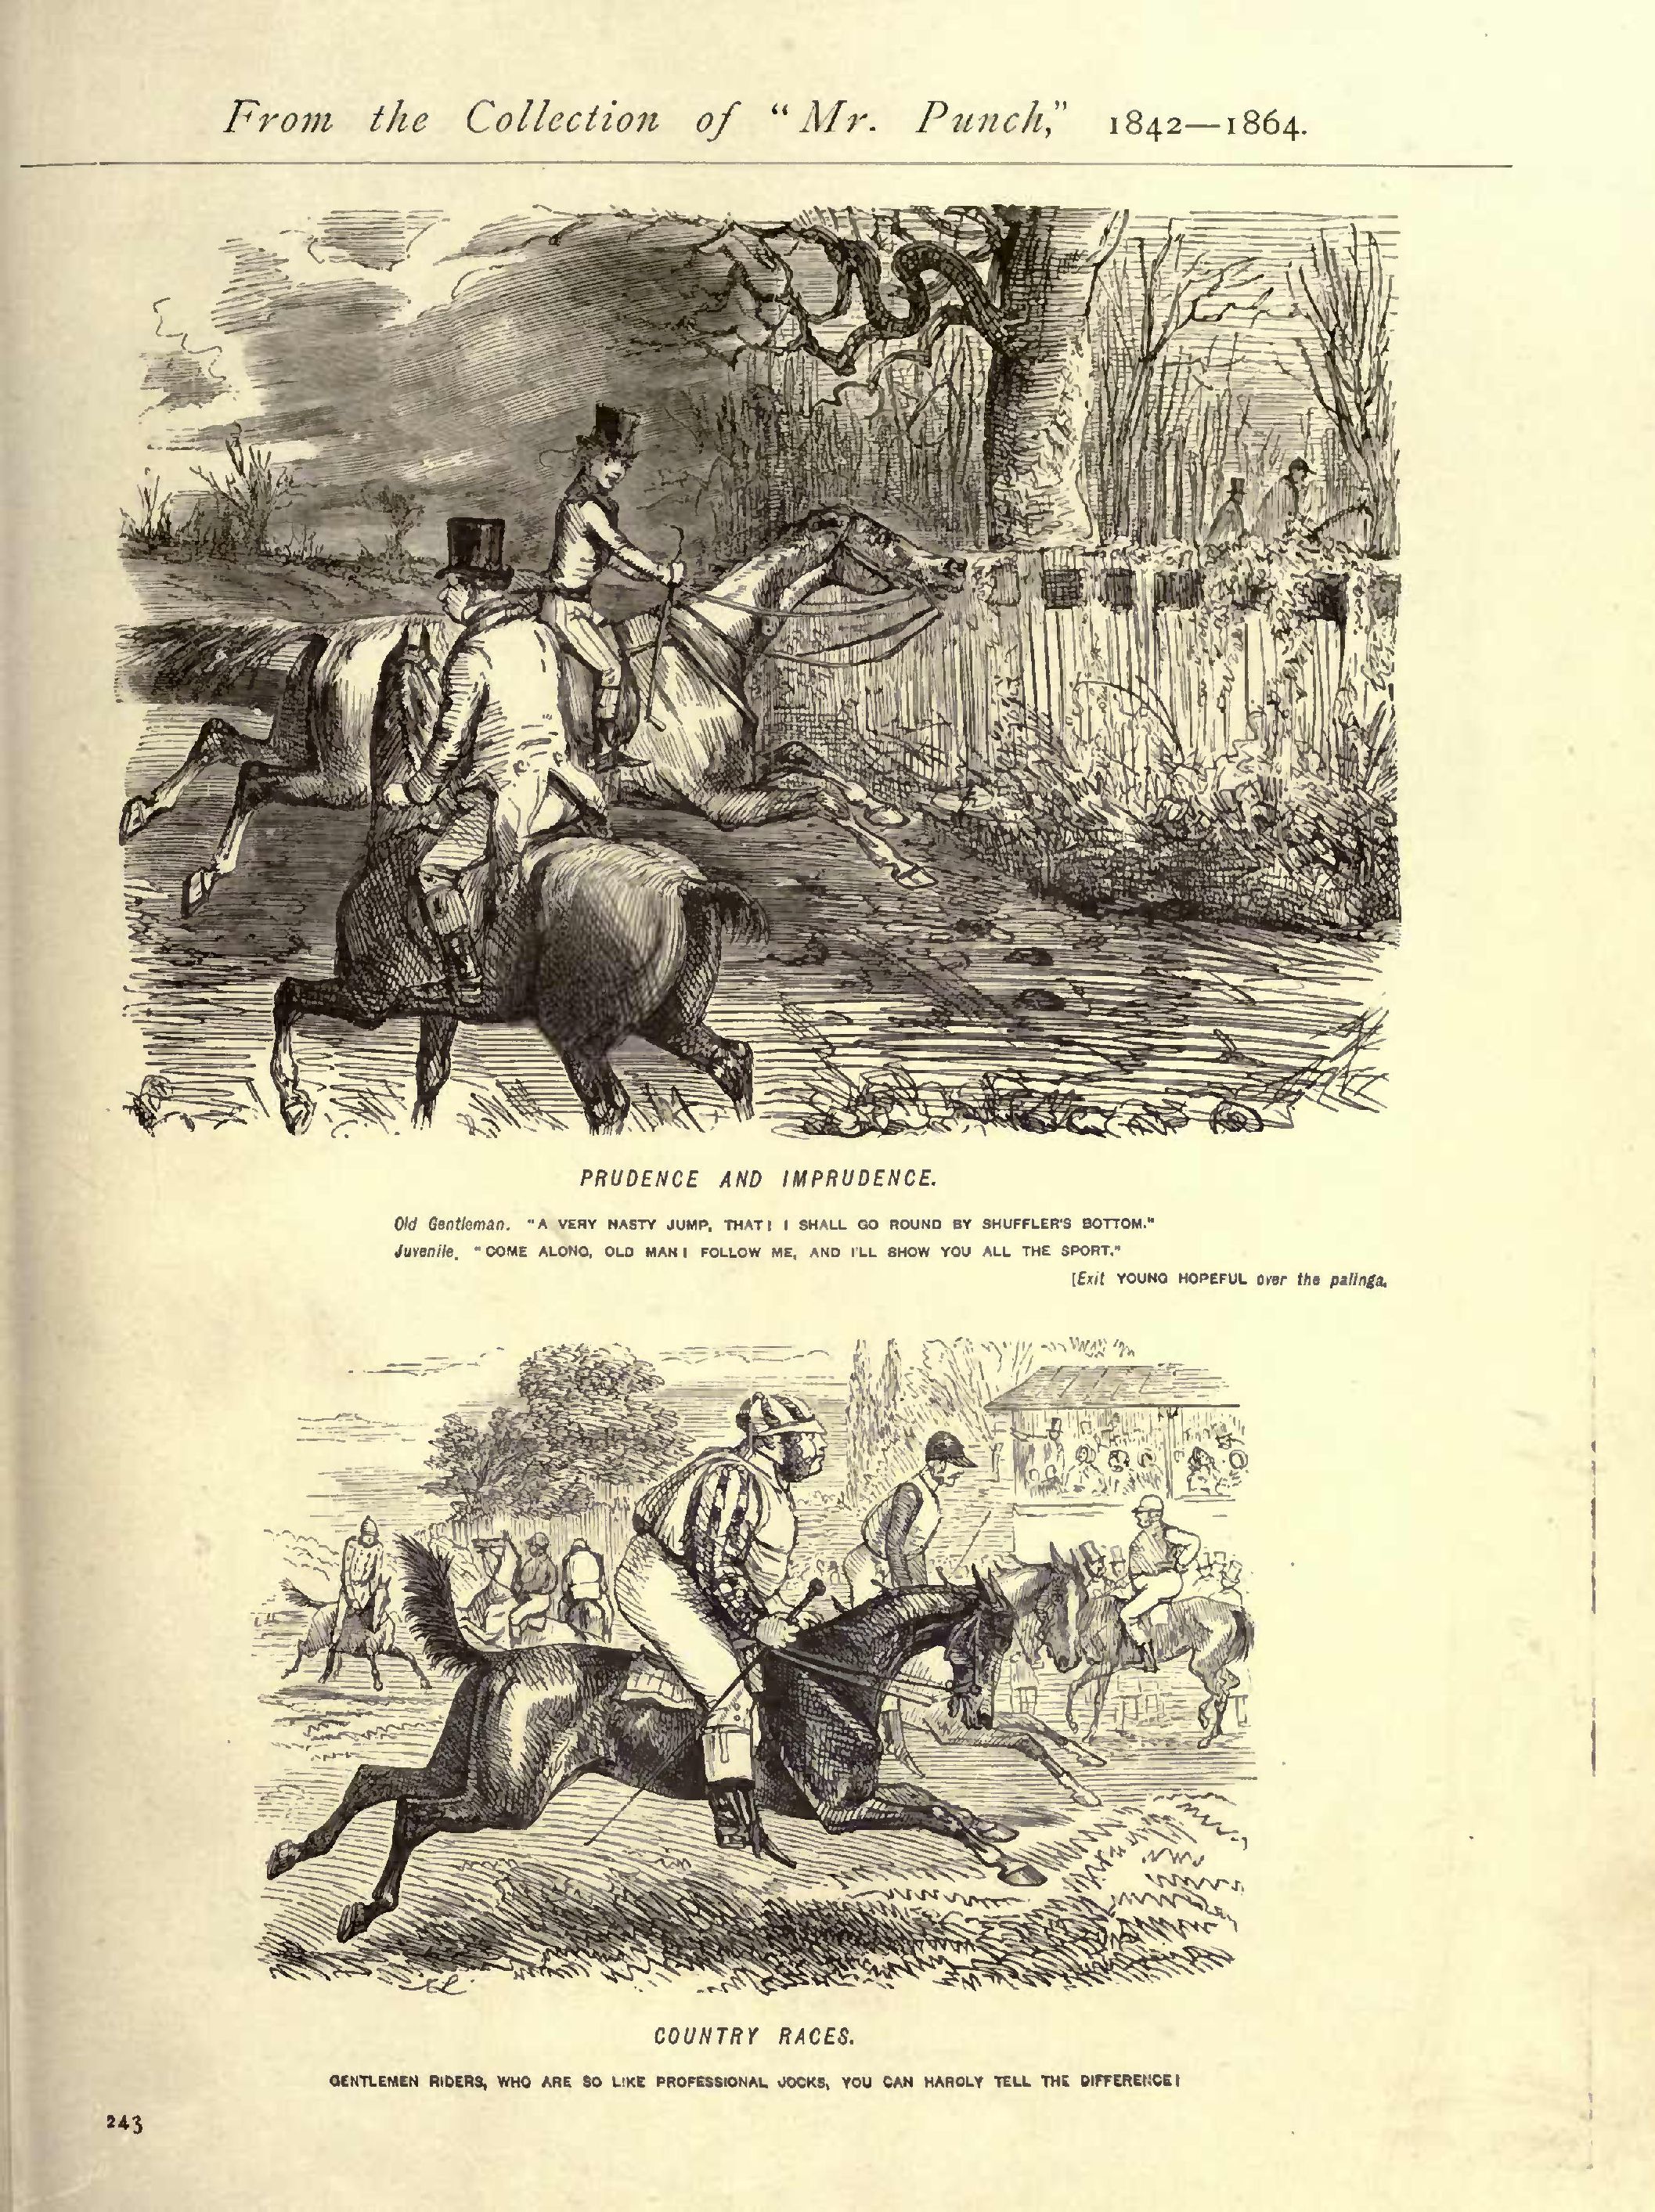 From the Collection of "Mr. Punch," 1842—1864.
PRUDENCE AND IMPRUDENCE.
Old Gentleman. "A VERY NASTY JUMP, THAT! I SHALL GO ROUND BY SHUFFLER'S BOTTOM."
Juvenile. "COME ALONG, OLD MAN! FOLLOW ME, AND I'LL SHOW YOU ALL THE SPORT."
[Exit YOUNG HOPEFUL over the palings.
COUNTRY RACES.
GENTLEMEN RIDERS, WHO ARE SO LIKE PROFESSIONAL JOCKS, YOU CAN HARDLY TELL THE DIFFERENCE!
243